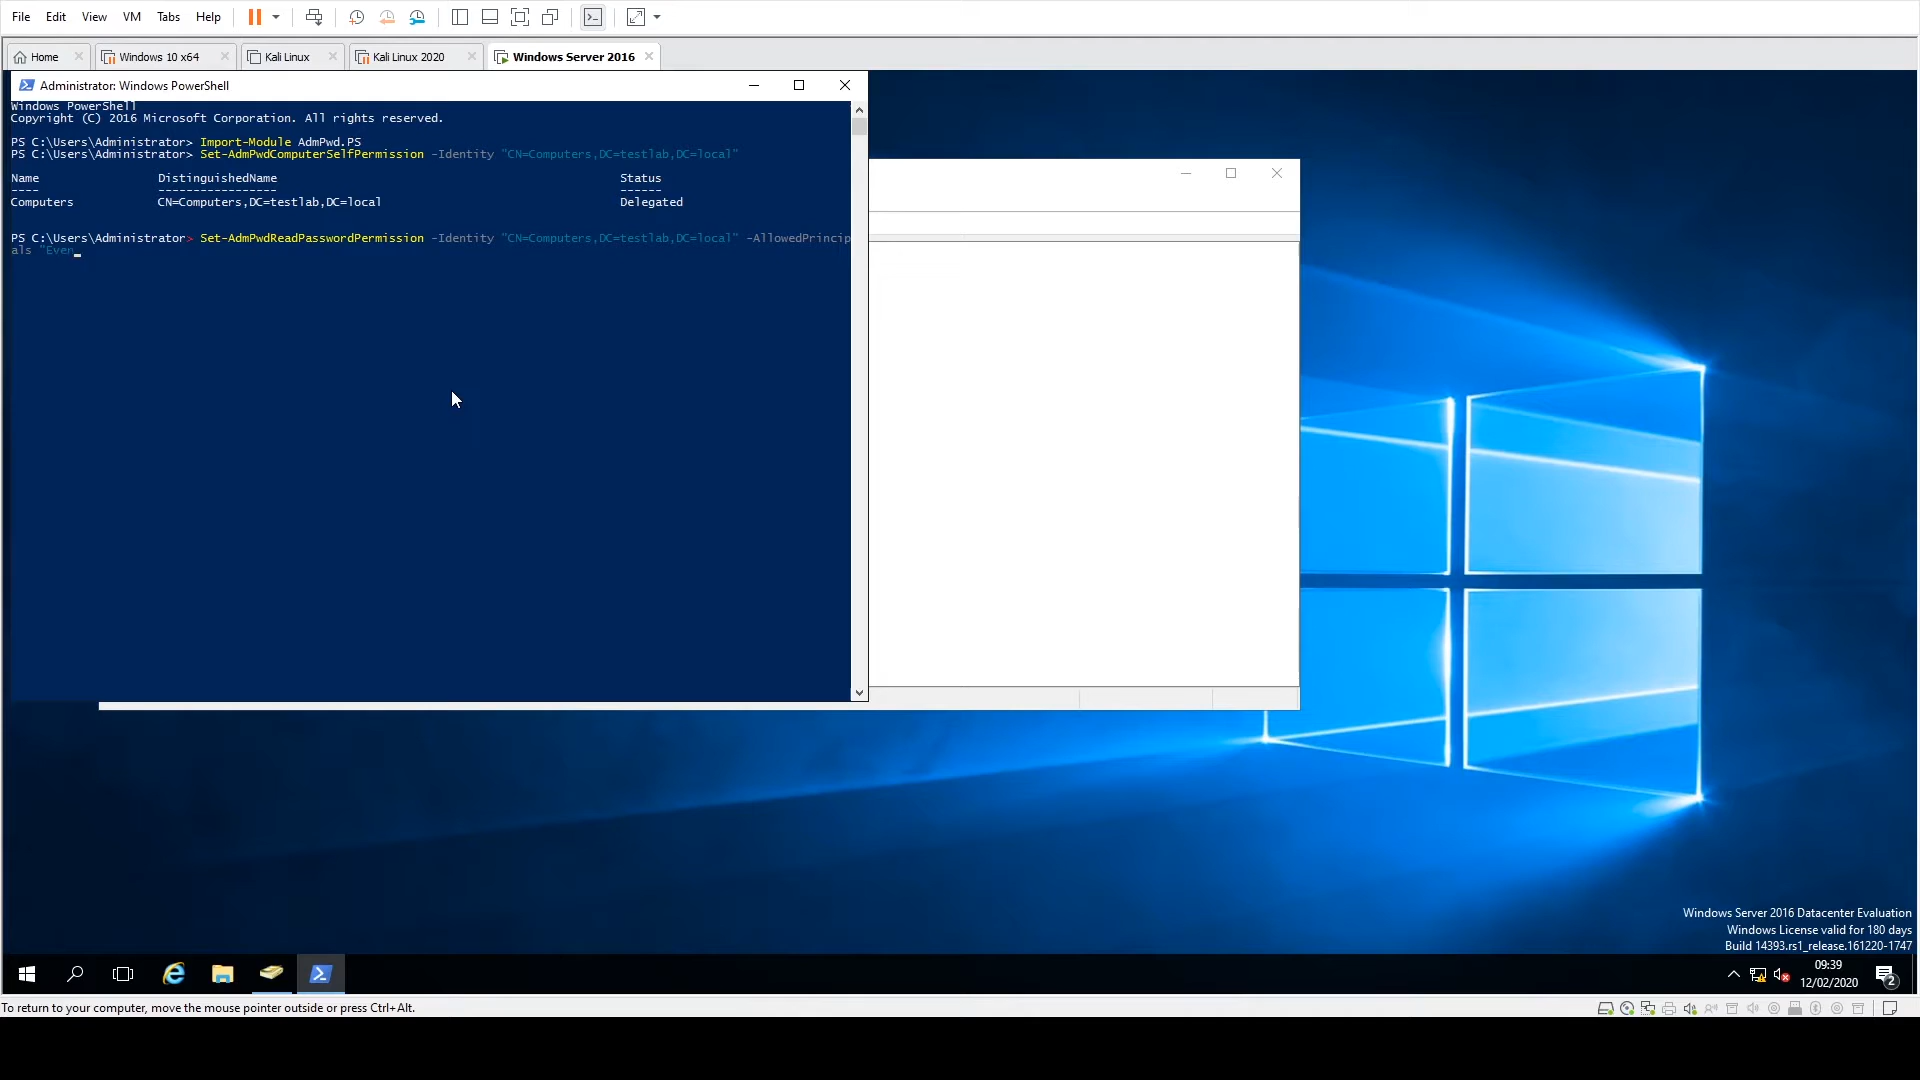 File Edit View VM Tabs Help
Home Windows 10 x64 Kali Linux Kali Linux 2020 Windows Server 2016
Administrator: Windows PowerShell
Windows PowerShell
Copyright (C) 2016 Microsoft Corporation. All rights reserved.
PS C:\Users\Administrator> Import-Module AdmPwd.PS
PS C:\Users\Administrator> Set-AdmPwdComputerSelfPermission -Identity "CN=Computers,DC=testlab,DC=local"
Name DistinguishedName Status
---- ----------------- ------
Computers CN=Computers,DC=testlab,DC=local Delegated
PS C:\Users\Administrator> Set-AdmPwdReadPasswordPermission -Identity "CN=Computers,DC=testlab,DC=local" -AllowedPrincip
als "Even_
Windows Server 2016 Datacenter Evaluation
Windows License valid for 180 days
Build 14393.rs1_release.161220-1747
09:39
12/02/2020
2
To return to your computer, move the mouse pointer outside or press Ctrl+Alt.